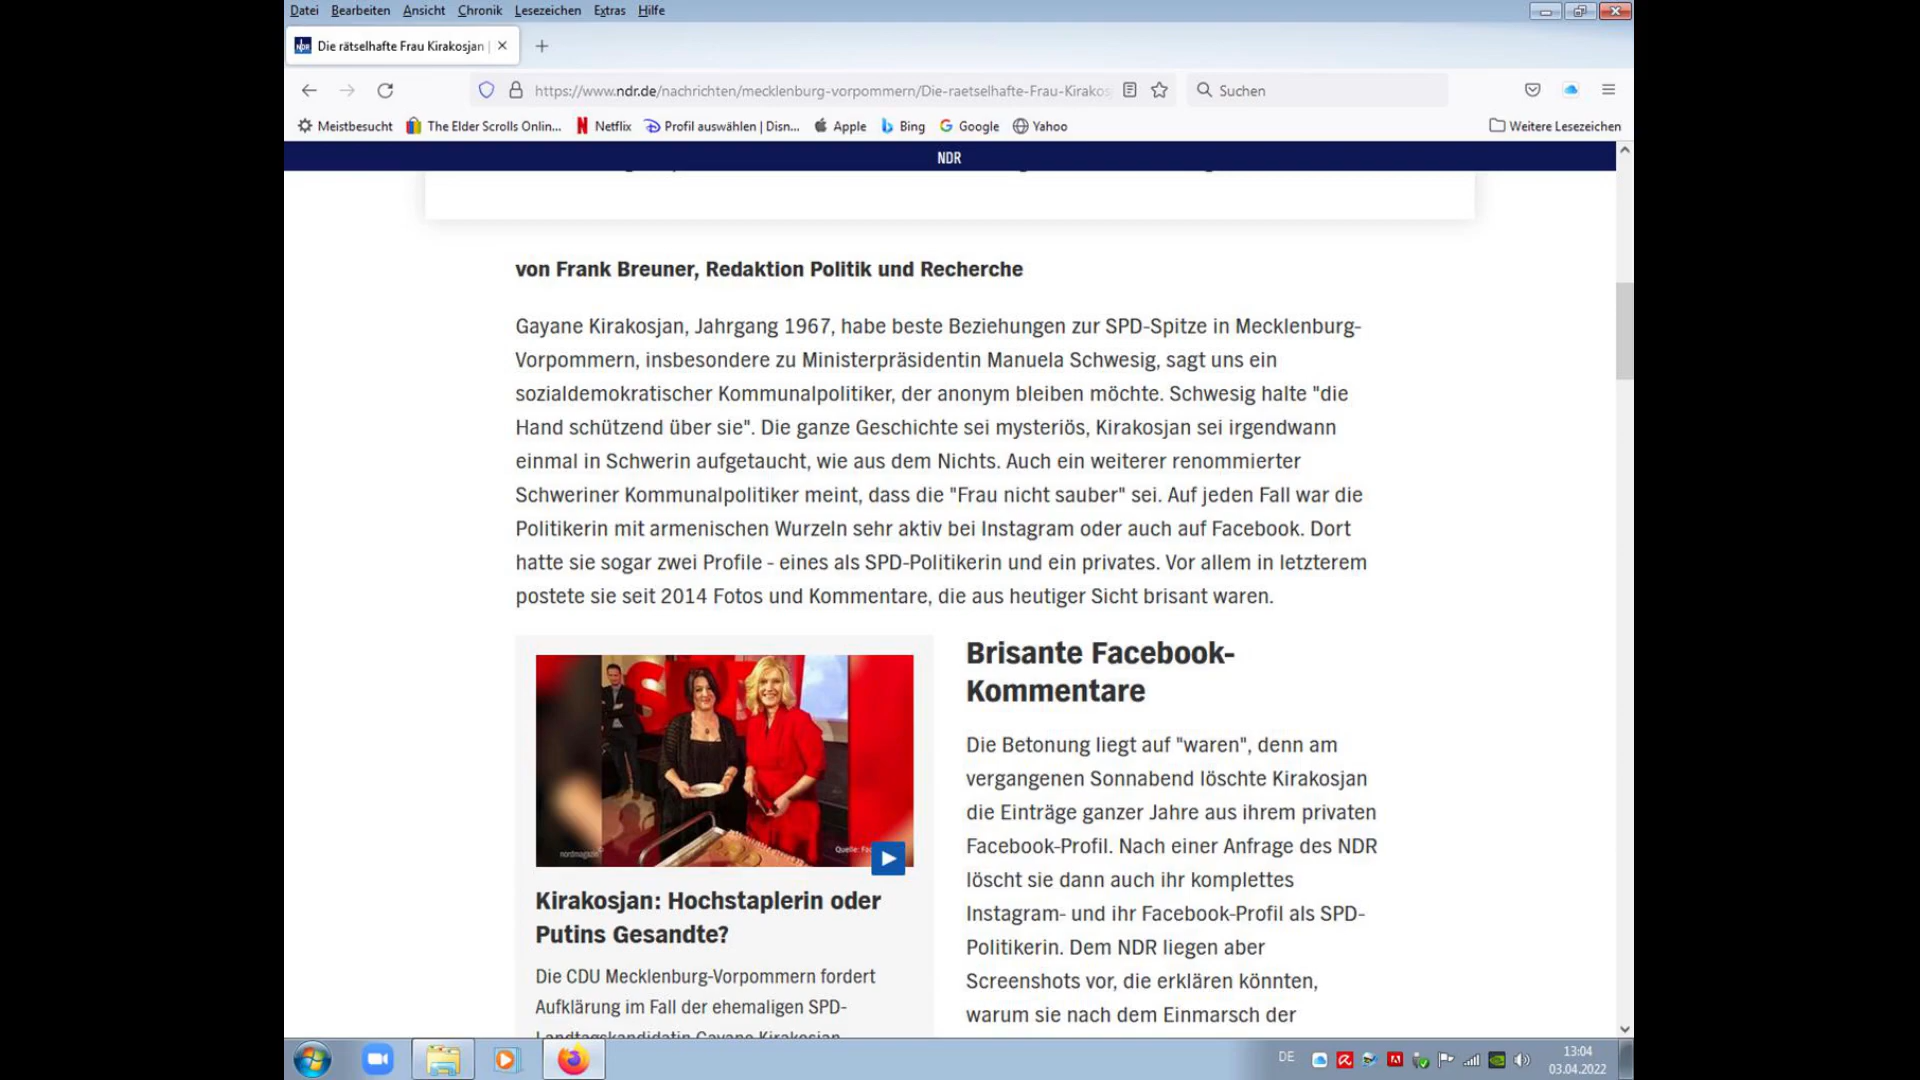 Datei Bearbeiten Ansicht Chronik Lesezeichen Extras Hilfe
Die rätselhafte Frau Kirakosjan |
https://www.ndr.de/nachrichten/mecklenburg-vorpommern/Die-raetselhafte-Frau-Kirakos
Suchen
Meistbesucht The Elder Scrolls Onlin... Netflix Profil auswählen | Disn... Apple Bing Google Yahoo Weitere Lesezeichen
NDR
von Frank Breuner, Redaktion Politik und Recherche
Gayane Kirakosjan, Jahrgang 1967, habe beste Beziehungen zur SPD-Spitze in Mecklenburg-
Vorpommern, insbesondere zu Ministerpräsidentin Manuela Schwesig, sagt uns ein
sozialdemokratischer Kommunalpolitiker, der anonym bleiben möchte. Schwesig halte "die
Hand schützend über sie". Die ganze Geschichte sei mysteriös, Kirakosjan sei irgendwann
einmal in Schwerin aufgetaucht, wie aus dem Nichts. Auch ein weiterer renommierter
Schweriner Kommunalpolitiker meint, dass die "Frau nicht sauber" sei. Auf jeden Fall war die
Politikerin mit armenischen Wurzeln sehr aktiv bei Instagram oder auch auf Facebook. Dort
hatte sie sogar zwei Profile - eines als SPD-Politikerin und ein privates. Vor allem in letzterem
postete sie seit 2014 Fotos und Kommentare, die aus heutiger Sicht brisant waren.
nordmagazin
Quelle: Fac
Kirakosjan: Hochstaplerin oder
Putins Gesandte?
Die CDU Mecklenburg-Vorpommern fordert
Aufklärung im Fall der ehemaligen SPD-
Landtagskandidatin Gayane Kirakosjan
Brisante Facebook-
Kommentare
Die Betonung liegt auf "waren", denn am
vergangenen Sonnabend löschte Kirakosjan
die Einträge ganzer Jahre aus ihrem privaten
Facebook-Profil. Nach einer Anfrage des NDR
löscht sie dann auch ihr komplettes
Instagram- und ihr Facebook-Profil als SPD-
Politikerin. Dem NDR liegen aber
Screenshots vor, die erklären könnten,
warum sie nach dem Einmarsch der
DE
13:04
03.04.2022